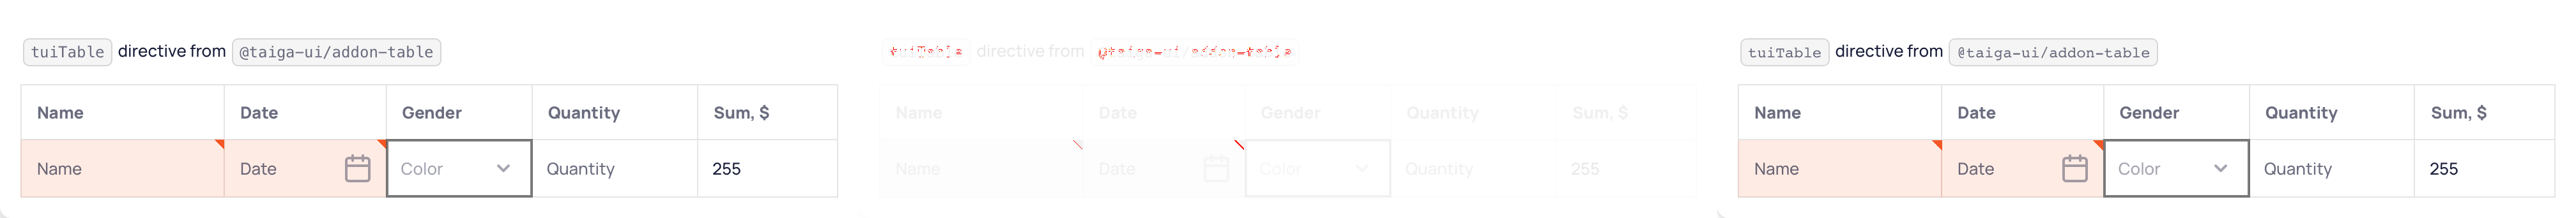 tuiTable directive from @taiga-ui/addon-table
Name Date Gender Quantity Sum, $
Name Date Color Quantity 255
tuiTable directive from @taiga-ui/addon-table
Name Date Gender Quantity Sum, $
Name Date Color Quantity 255
tuiTable directive from @taiga-ui/addon-table
Name Date Gender Quantity Sum, $
Name Date Color Quantity 255